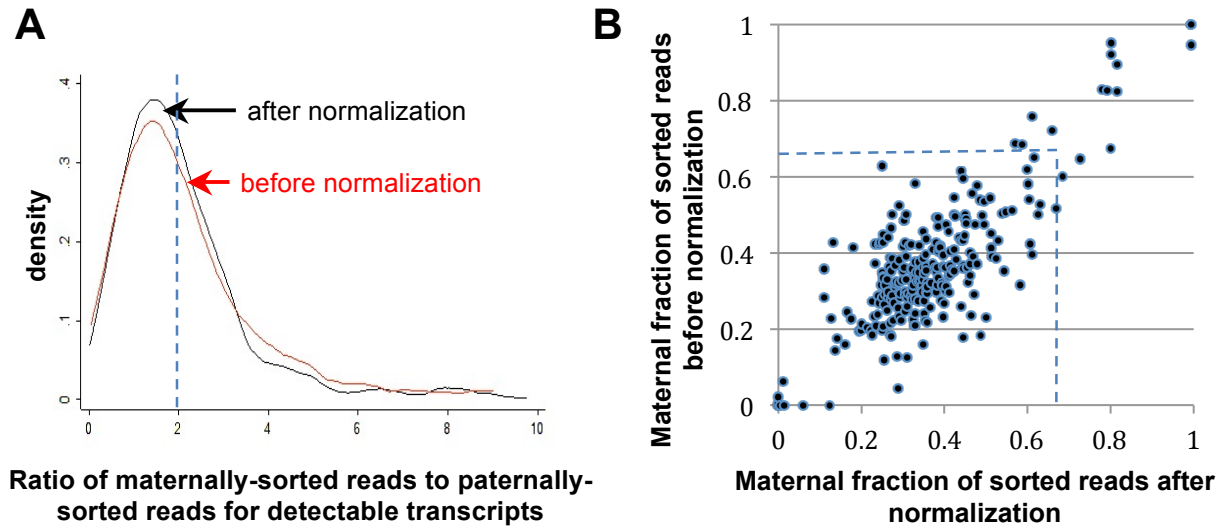 A
density
.4
.3
.2
.1
0
after normalization
before normalization
0 2 4 6 8 10
Ratio of maternally-sorted reads to paternally-
sorted reads for detectable transcripts
B
Maternal fraction of sorted reads
before normalization
1
0.8
0.6
0.4
0.2
0
0 0.2 0.4 0.6 0.8 1
Maternal fraction of sorted reads after
normalization